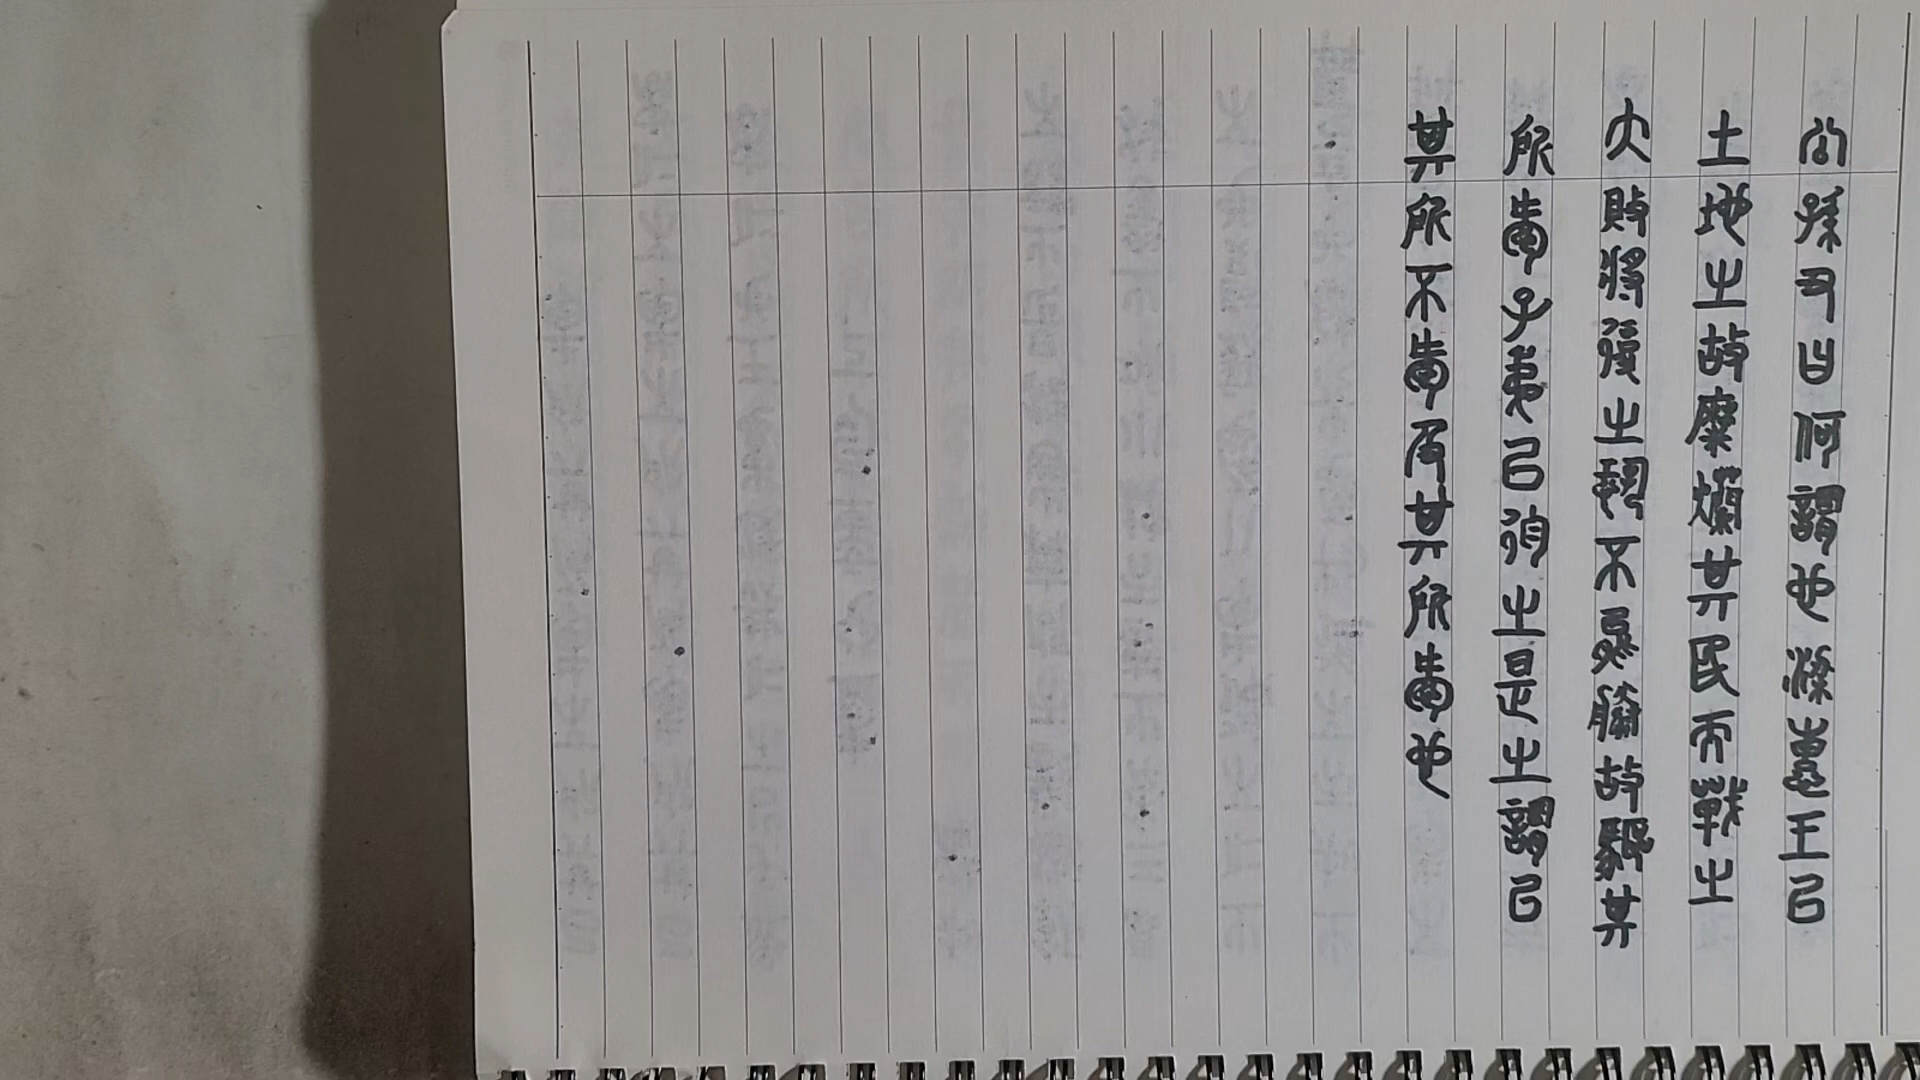 公孫丑曰何謂也梁惠王以
土地之故糜爛其民而戰之
大敗將復之恐不能勝故驅其
所愛子弟以殉之是之謂以
其所不愛及其所愛也